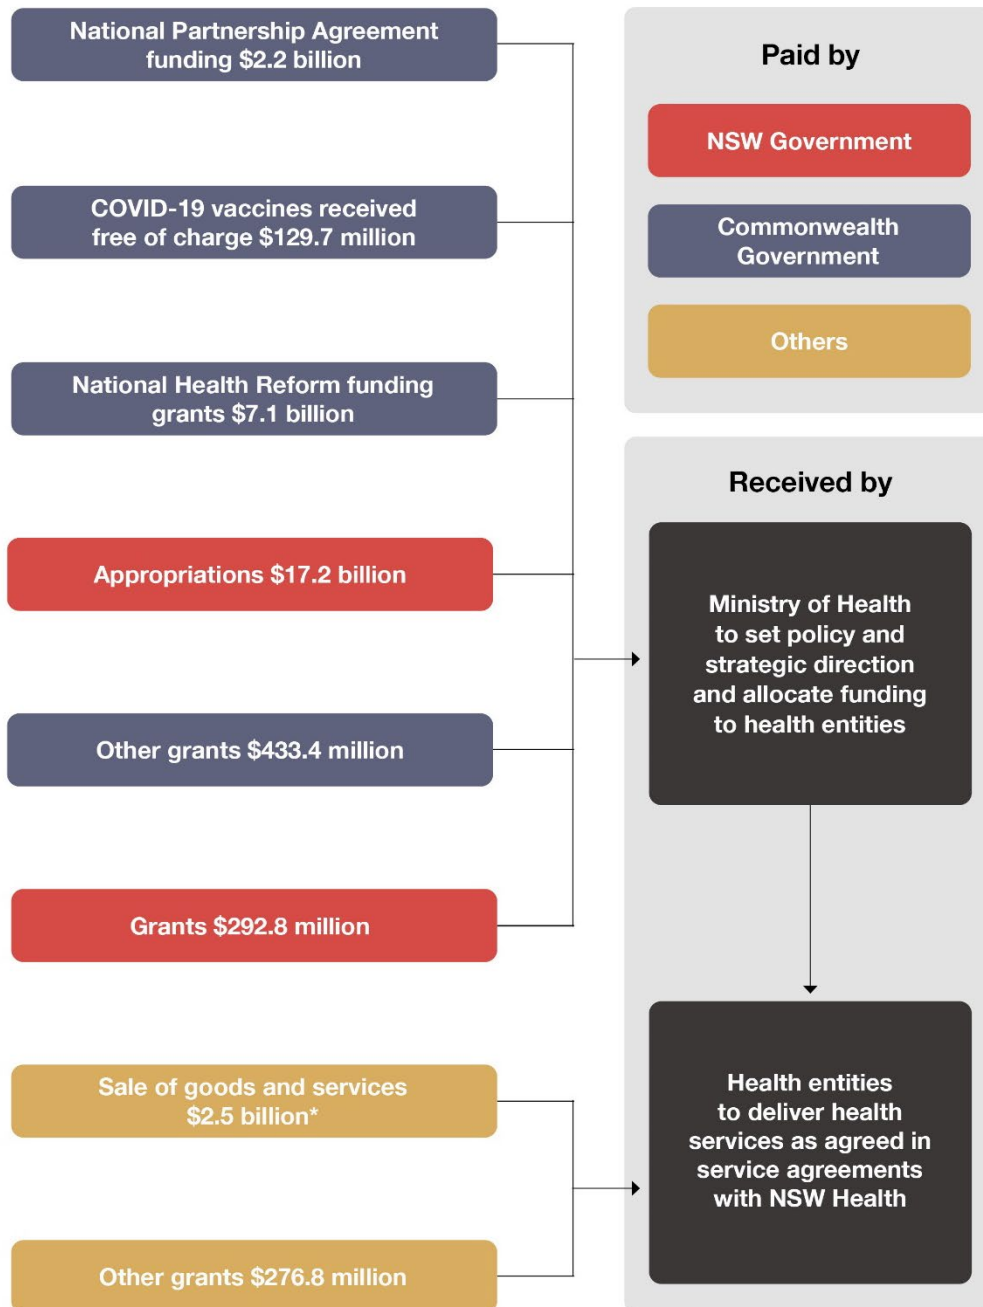 National Partnership Agreement
funding $2.2 billion
COVID-19 vaccines received
free of charge $129.7 million
National Health Reform funding
grants $7.1 billion
Appropriations $17.2 billion
Other grants $433.4 million
Grants $292.8 million
Sale of goods and services
$2.5 billion*
Other grants $276.8 million
Paid by
NSW Government
Commonwealth
Government
Others
Received by
Ministry of Health
to set policy and
strategic direction
and allocate funding
to health entities
Health entities
to deliver health
services as agreed in
service agreements
with NSW Health